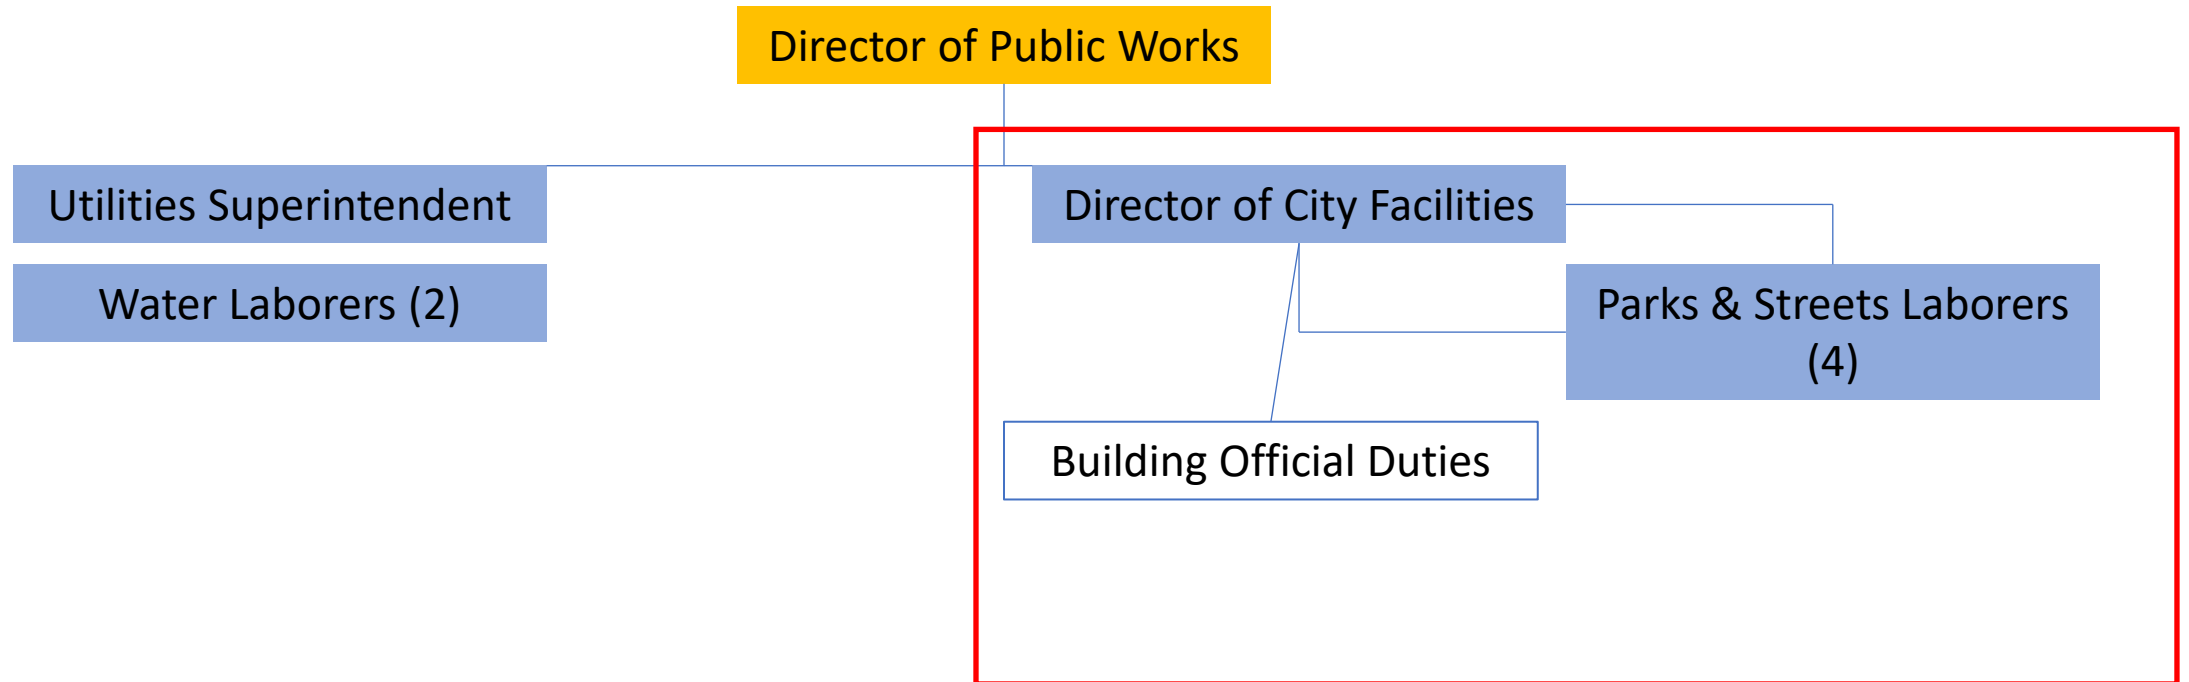 Director of Public Works
Utilities Superintendent
Director of City Facilities
Water Laborers (2)
Parks & Streets Laborers
(4)
Building Official Duties